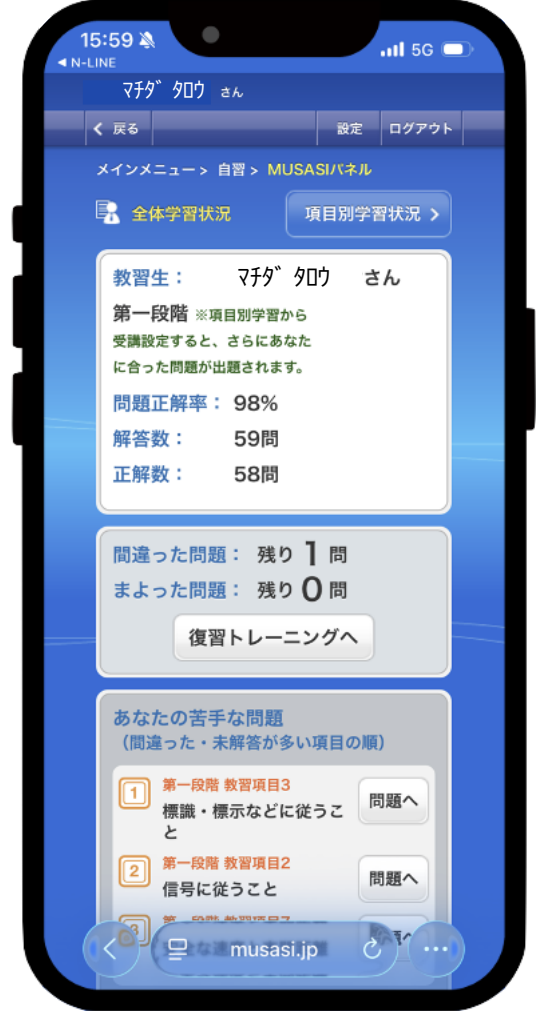 15:59
5G
◀ N-LINE
マチダ タロウ さん
戻る
設定 ログアウト
メインメニュー > 自習 > MUSASIパネル
全体学習状況
項目別学習状況
教習生: マチダ タロウ さん
第一段階 ※項目別学習から
受講設定すると、さらにあなた
に合った問題が出題されます。
問題正解率: 98%
解答数: 59問
正解数: 58問
間違った問題: 残り 1 問
まよった問題: 残り 0 問
復習トレーニングへ
あなたの苦手な問題
(間違った・未解答が多い項目の順)
1 第一段階 教習項目3
標識・標示などに従うこ
と
問題へ
2 第一段階 教習項目2
信号に従うこと
問題へ
3
musasi.jp